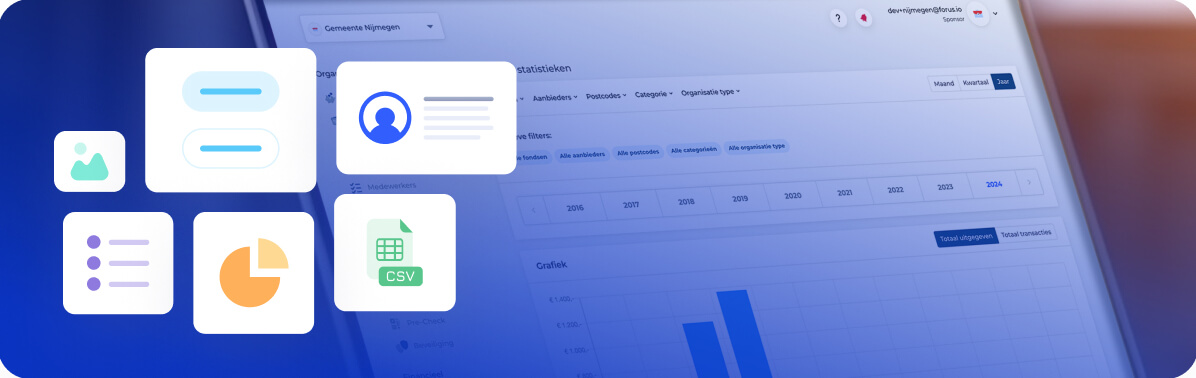 Gemeente Nijmegen
?
dev+nijmegen@forus.io
Sponsor
Orga
statistieken
Aanbieders
Postcodes
Categorie
Organisatie type
Maand
Kwartaal
Jaar
ve filters:
fondsen
Alle aanbieders
Alle postcodes
Alle categorieën
Alle organisatie type
Medewerkers
2016
2017
2018
2019
2020
2021
2022
2023
2024
Totaal uitgegeven
Totaal transacties
CSV
Grafiek
€ 1.400,-
€ 1.200,-
€ 1.000,-
Pre-Check
Beveiliging
Financieel